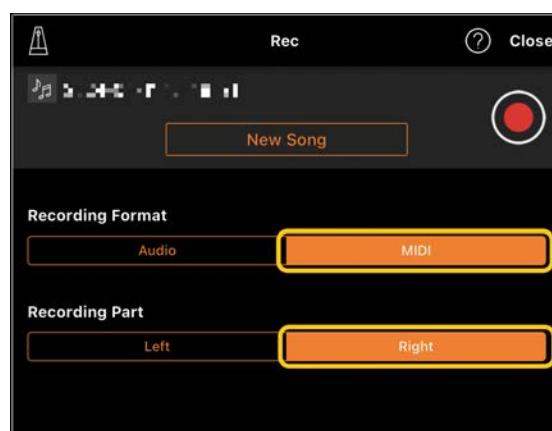 Rec
Close
New Song
Recording Format
Audio MIDI
Recording Part
Left Right